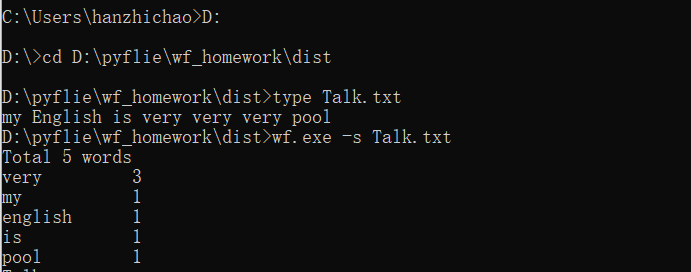 C:\Users\hanzhichao>D:
D:\>cd D:\pyflie\wf_homework\dist
D:\pyflie\wf_homework\dist>type Talk.txt
my English is very very very pool
D:\pyflie\wf_homework\dist>wf.exe -s Talk.txt
Total 5 words
very 3
my 1
english 1
is 1
pool 1